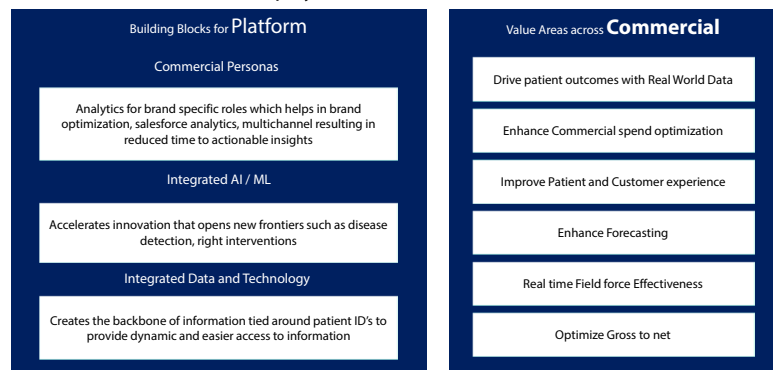 Building Blocks for Platform
Commercial Personas
Analytics for brand specific roles which helps in brand
optimization, salesforce analytics, multichannel resulting in
reduced time to actionable insights
Integrated AI / ML
Accelerates innovation that opens new frontiers such as disease
detection, right interventions
Integrated Data and Technology
Creates the backbone of information tied around patient ID's to
provide dynamic and easier access to information
Value Areas across Commercial
Drive patient outcomes with Real World Data
Enhance Commercial spend optimization
Improve Patient and Customer experience
Enhance Forecasting
Real time Field force Effectiveness
Optimize Gross to net